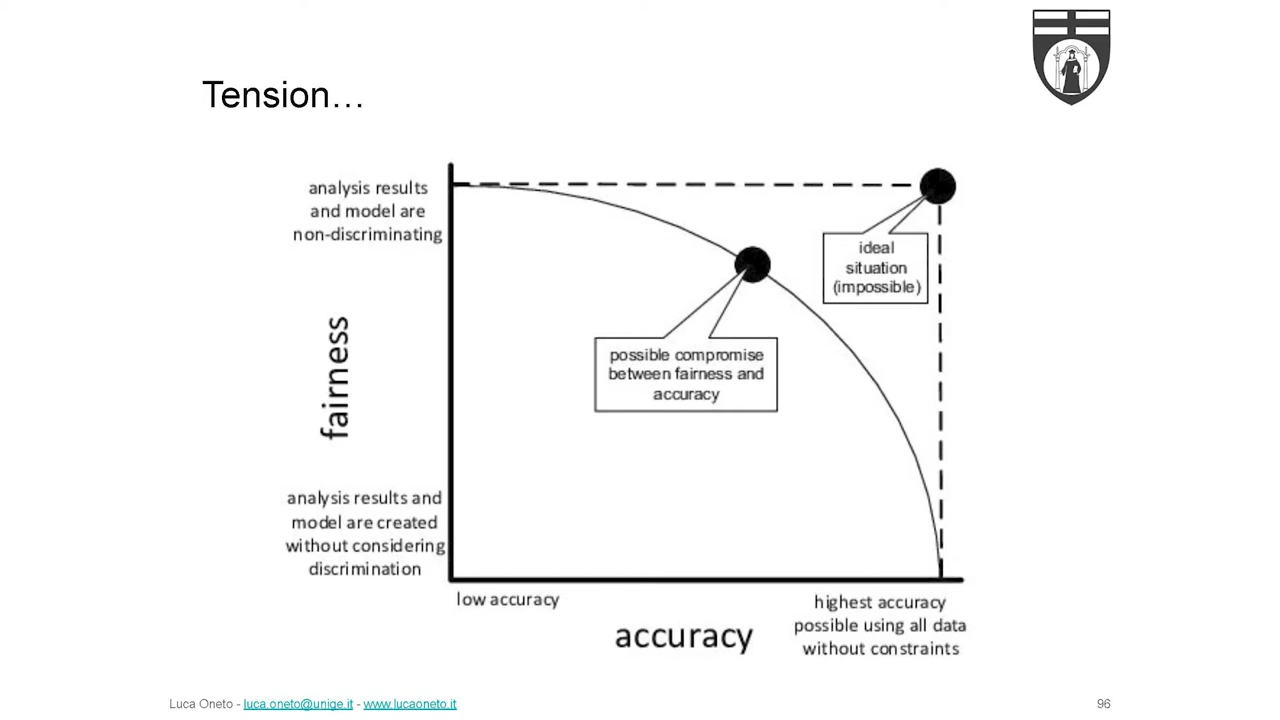 Tension…
analysis results
and model are
non-discriminating
ideal
situation
(impossible)
possible compromise
between fairness and
accuracy
fairness
analysis results and
model are created
without considering
discrimination
low accuracy
highest accuracy
possible using all data
without constraints
accuracy
Luca Oneto - luca.oneto@unige.it - www.lucaoneto.it
96